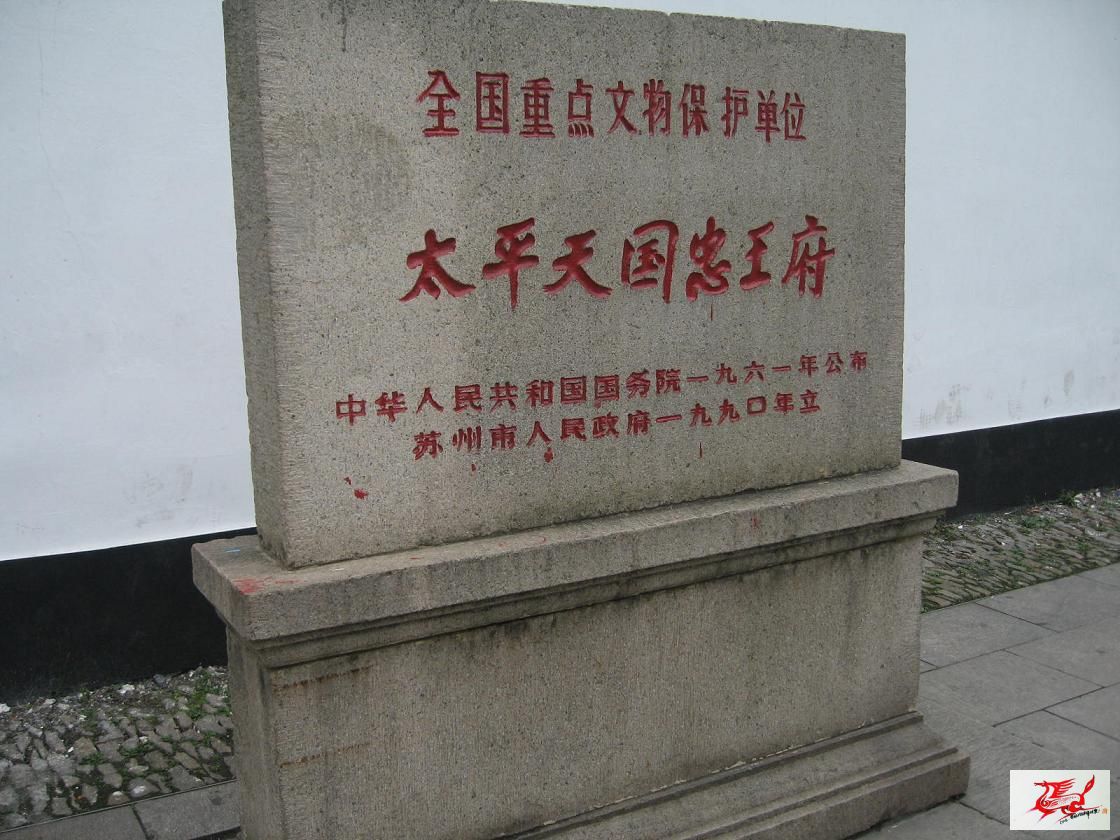 全国重点文物保护单位
太平天国忠王府
中华人民共和国国务院一九六一年公布
苏州市人民政府一九九〇年立